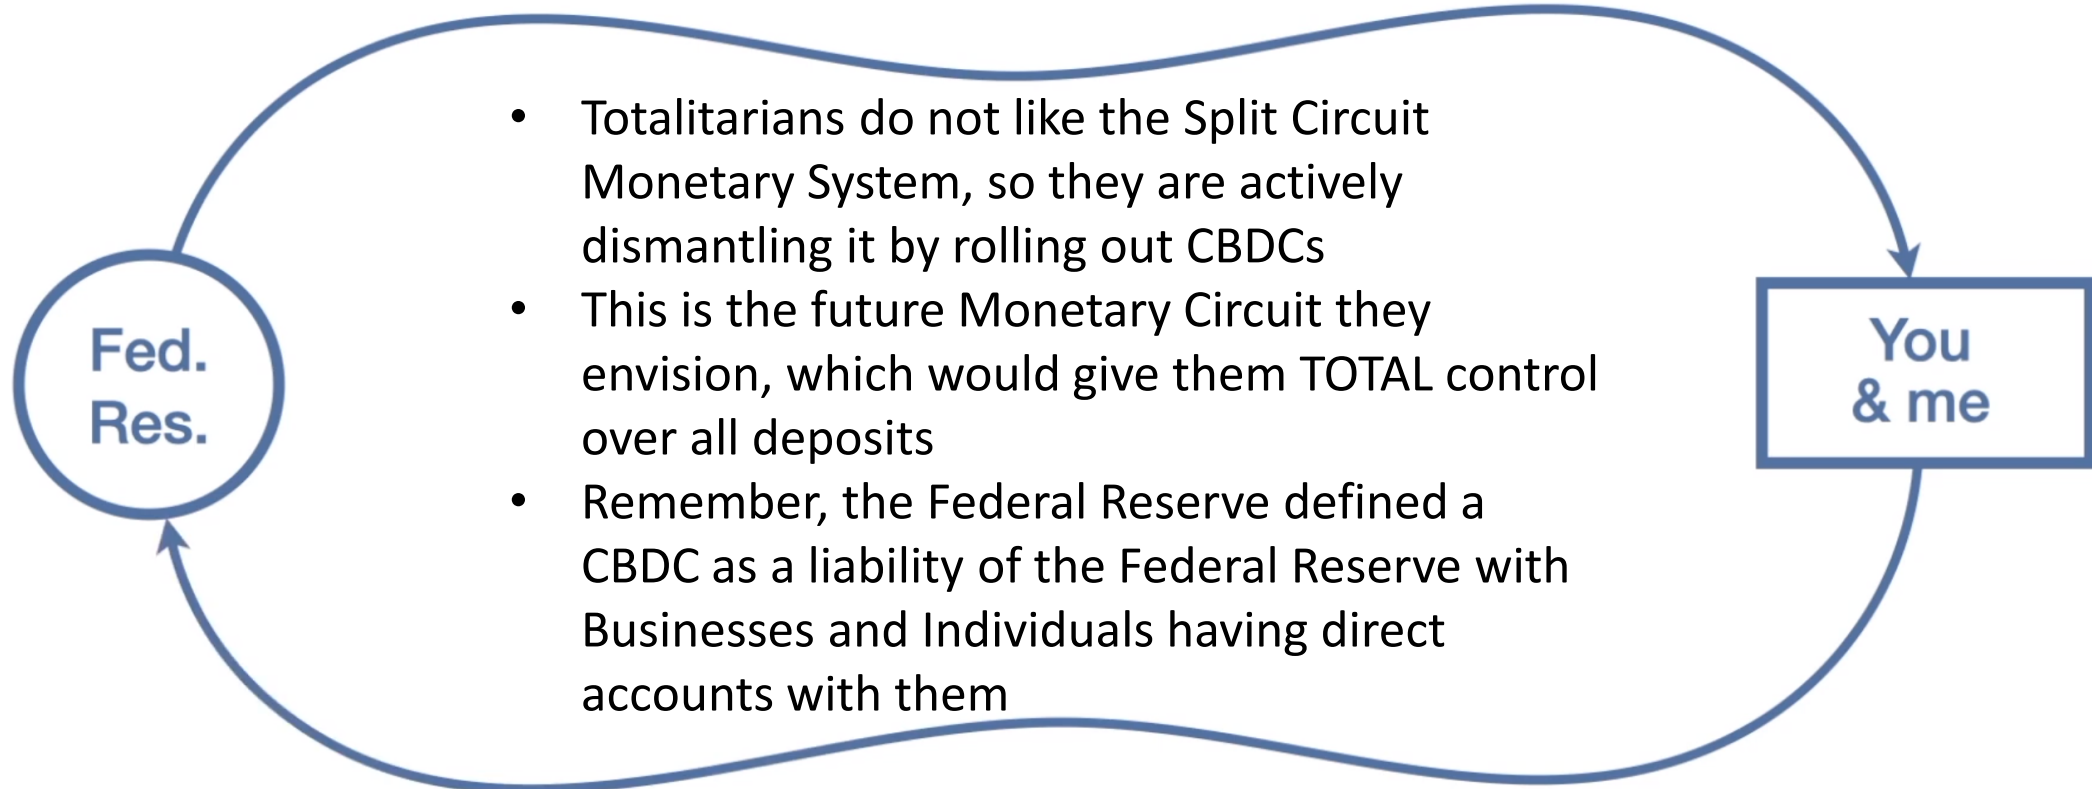 Fed.
Res.
• Totalitarians do not like the Split Circuit
Monetary System, so they are actively
dismantling it by rolling out CBDCs
• This is the future Monetary Circuit they
envision, which would give them TOTAL control
over all deposits
• Remember, the Federal Reserve defined a
CBDC as a liability of the Federal Reserve with
Businesses and Individuals having direct
accounts with them
You
& me